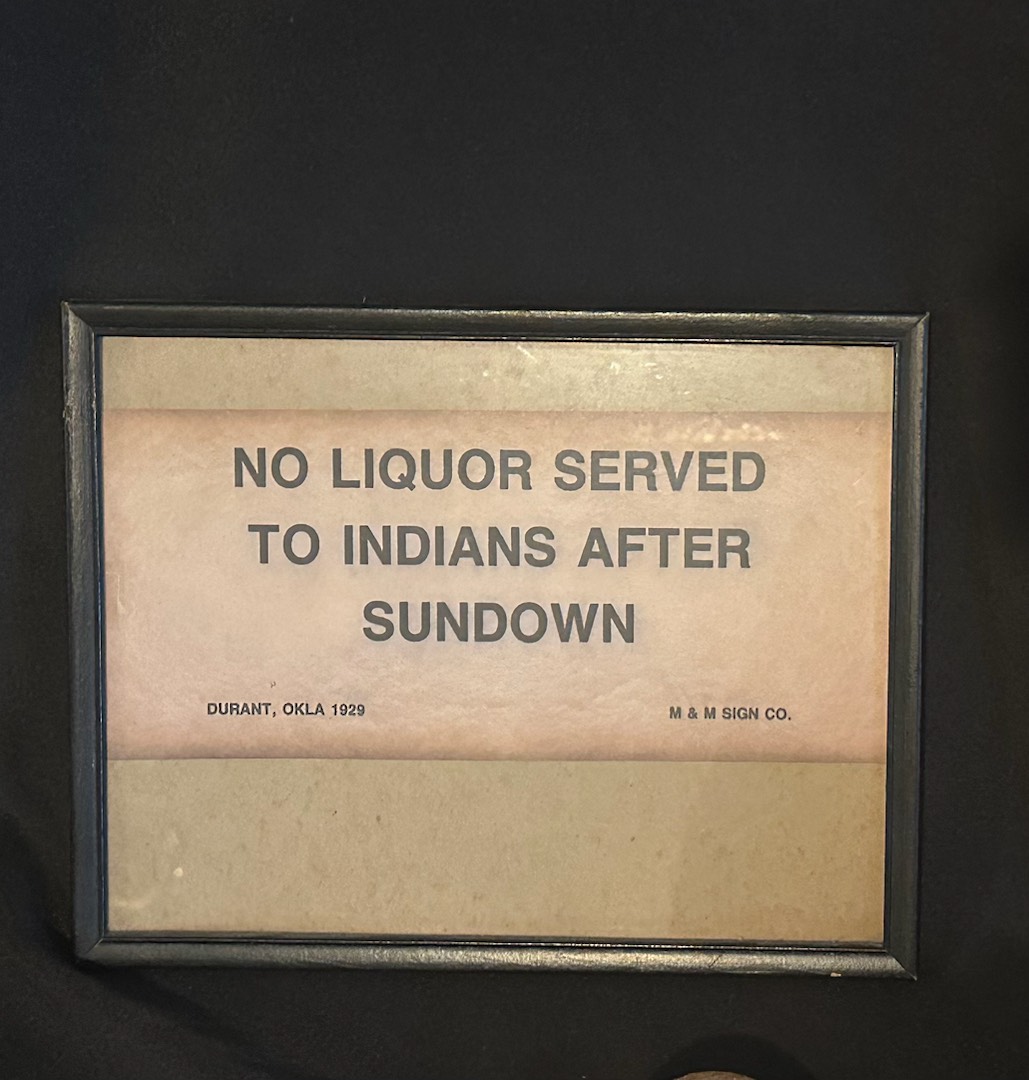 NO LIQUOR SERVED
TO INDIANS AFTER
SUNDOWN
DURANT, OKLA 1929 M & M SIGN CO.